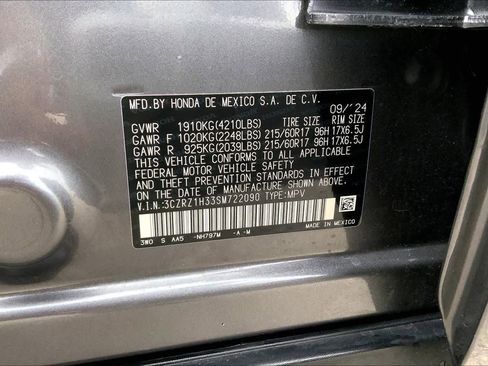 MFD.BY HONDA DE MEXICO S.A. DE C.V. 09/'24
GVWR 1910KG(4210LBS) TIRE SIZE RIM SIZE
GAWR F 1020KG(2248LBS) 215/60R17 96H 17X6.5J
GAWR R 925KG(2039LBS) 215/60R17 96H 17X6.5J
THIS VEHICLE CONFORMS TO ALL APPLICABLE
FEDERAL MOTOR VEHICLE SAFETY
AND THEFT PREVENTION STANDARDS IN EFFECT
ON THE DATE OF MANUFACTURE SHOWN ABOVE.
V.I.N.:3CZRZ1H33SM722090 TYPE:MPV
3W0 S AA5 -NH797M -A -M MADE IN MEXICO